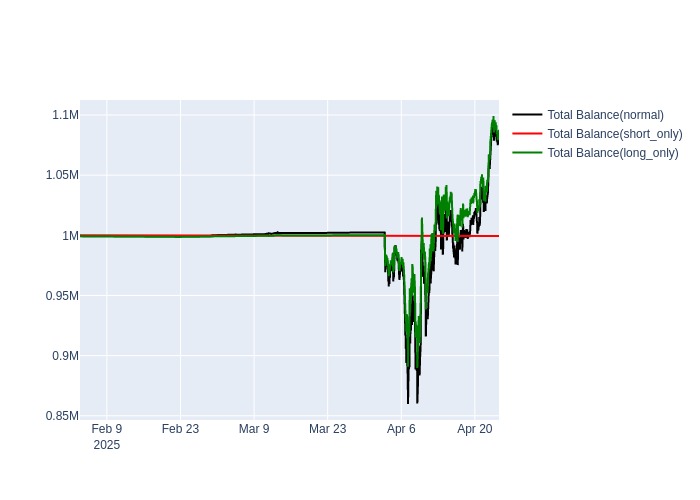 1.1M
1.05M
1M
0.95M
0.9M
0.85M
Feb 9
2025
Feb 23
Mar 9
Mar 23
Apr 6
Apr 20
Total Balance(normal)
Total Balance(short_only)
Total Balance(long_only)